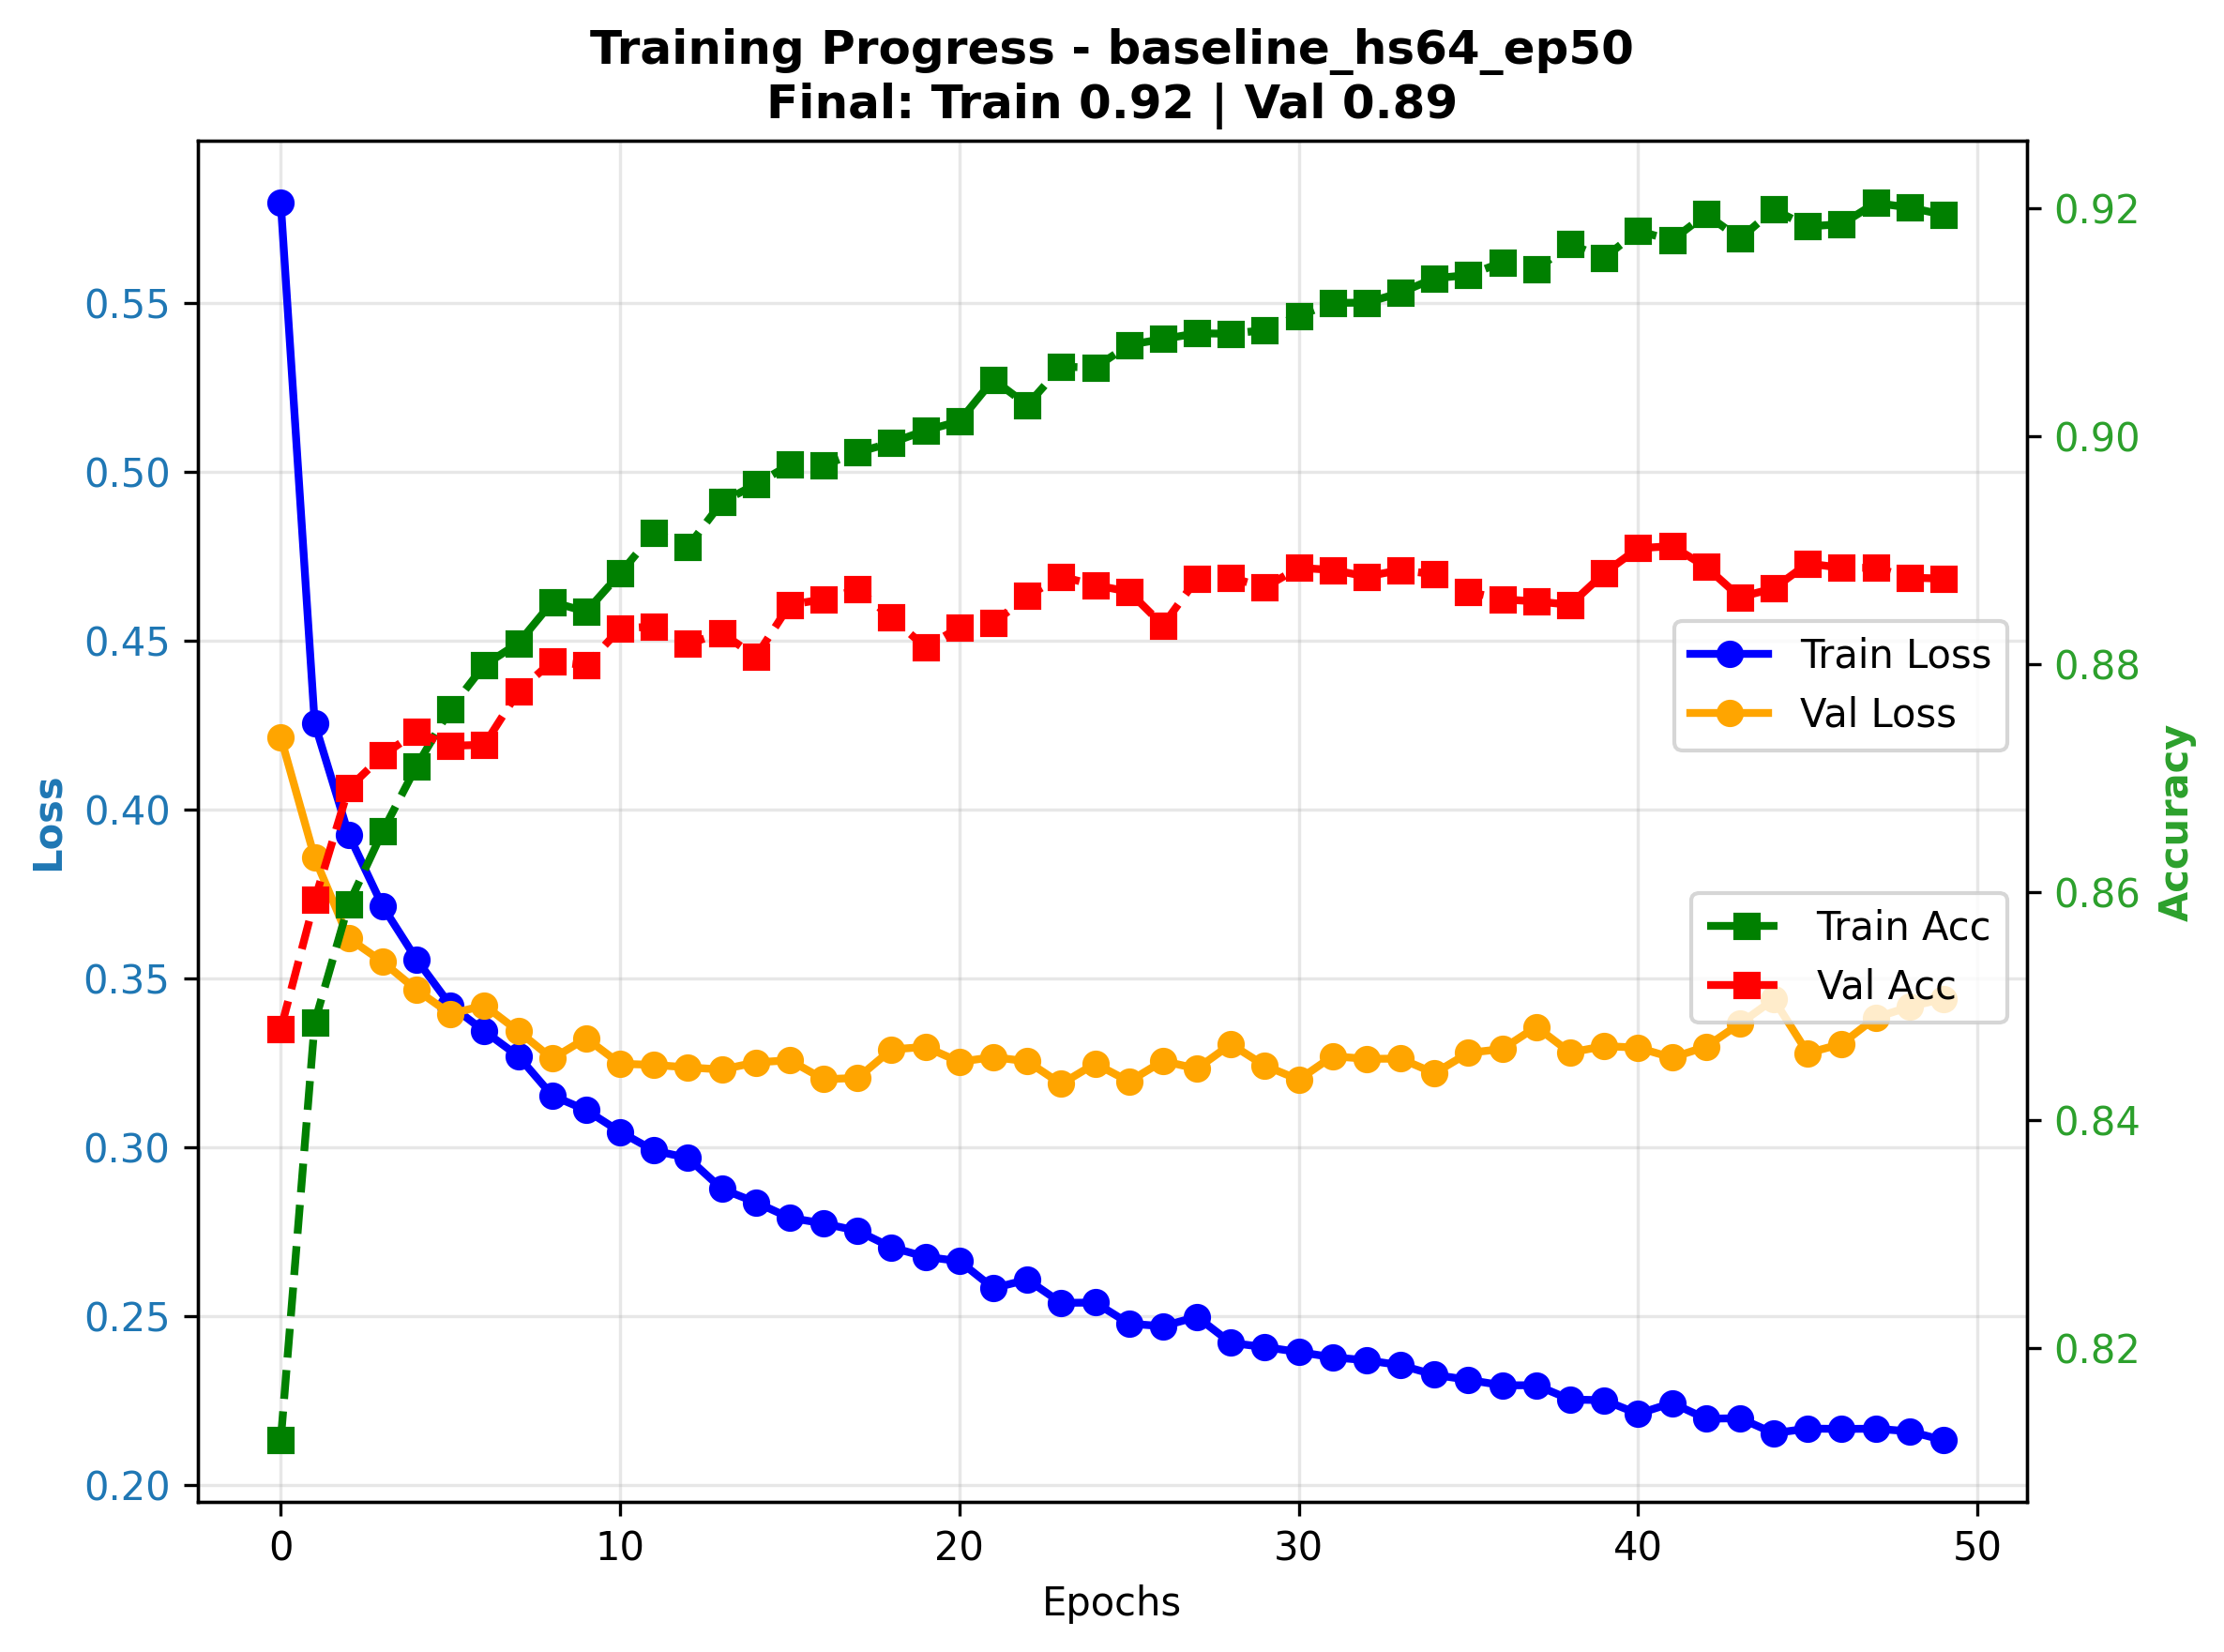 Training Progress - baseline_hs64_ep50
Final: Train 0.92 | Val 0.89
Loss
0.55
0.50
0.45
0.40
0.35
0.30
0.25
0.20
0.92
0.90
0.88
0.86
0.84
0.82
Accuracy
Train Loss
Val Loss
Train Acc
Val Acc
0
10
20
30
40
50
Epochs